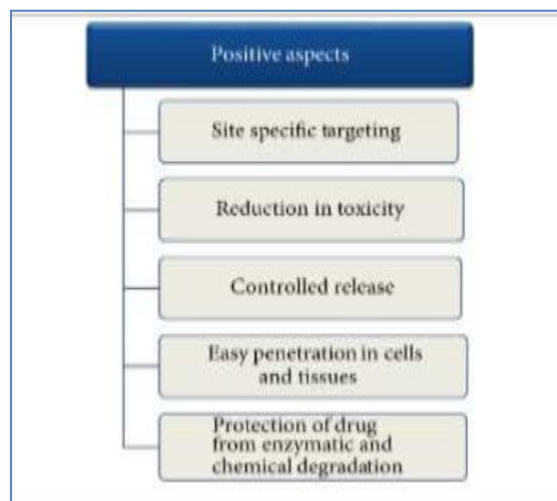 Positive aspects
Site specific targeting
Reduction in toxicity
Controlled release
Easy penetration in cells
and tissues
Protection of drug
from enzymatic and
chemical degradation